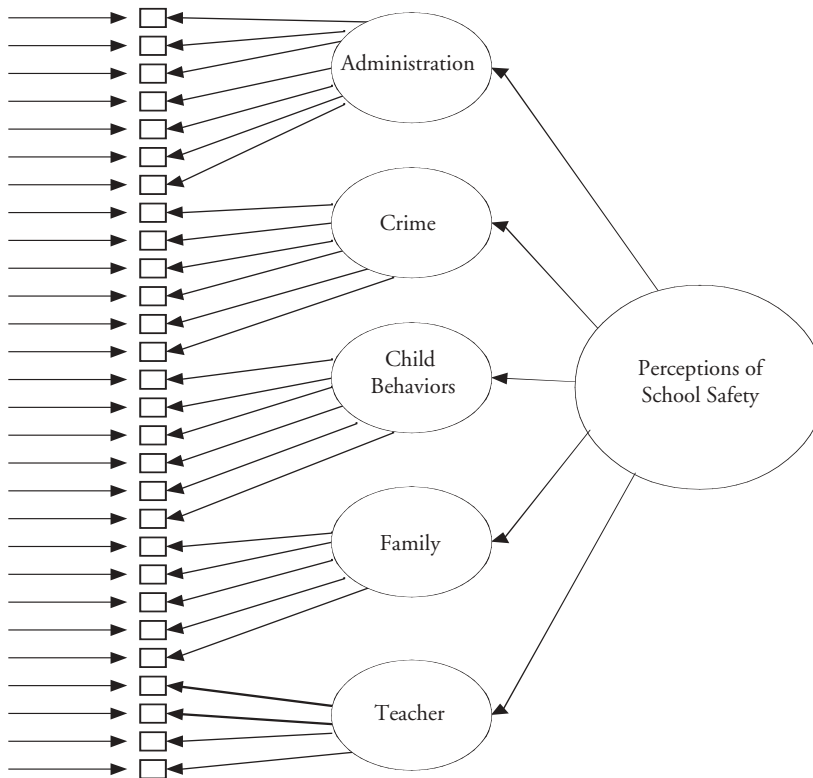 Administration
Crime
Child
Behaviors
Perceptions of
School Safety
Family
Teacher